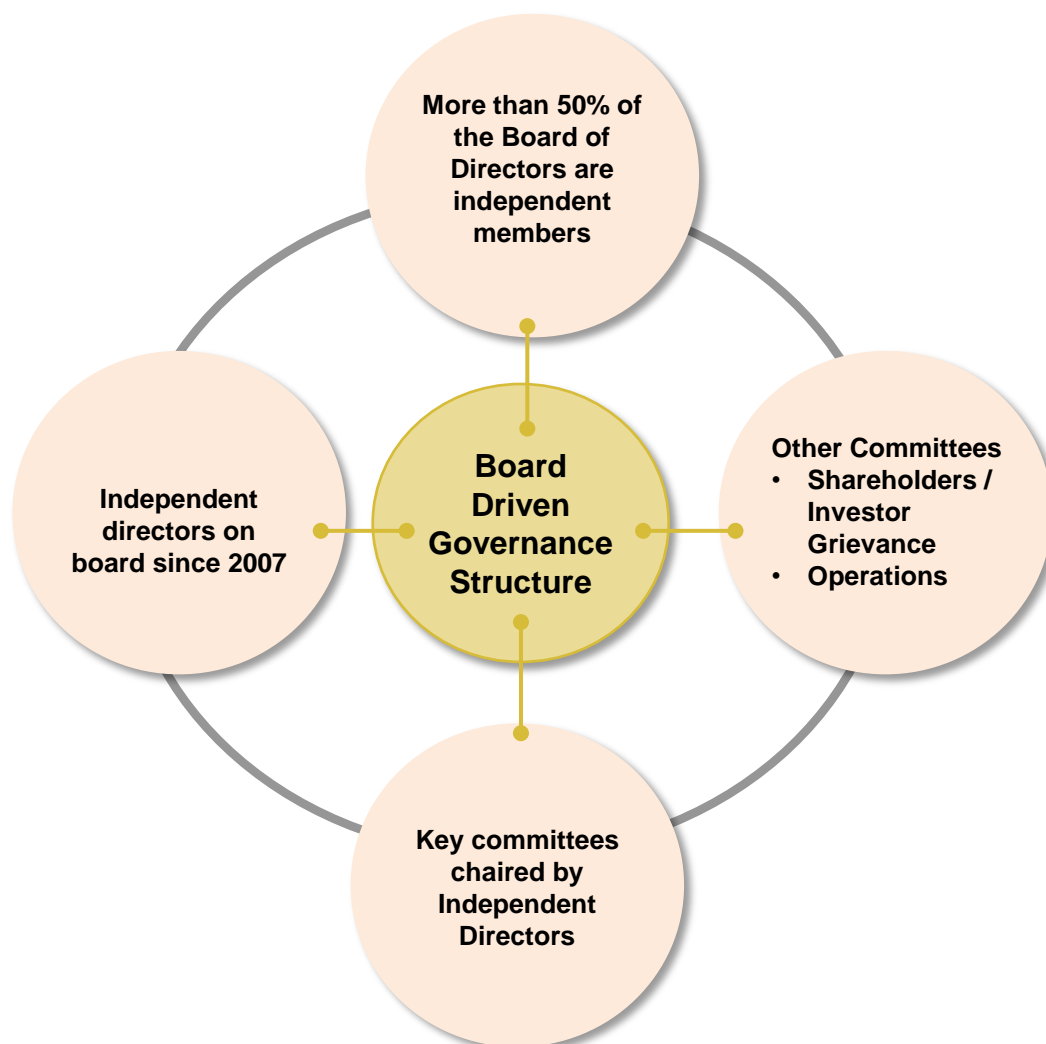 More than 50% of
the Board of
Directors are
independent
members
Independent
directors on
board since 2007
Board
Driven
Governance
Structure
Other Committees
• Shareholders /
Investor
Grievance
• Operations
Key committees
chaired by
Independent
Directors